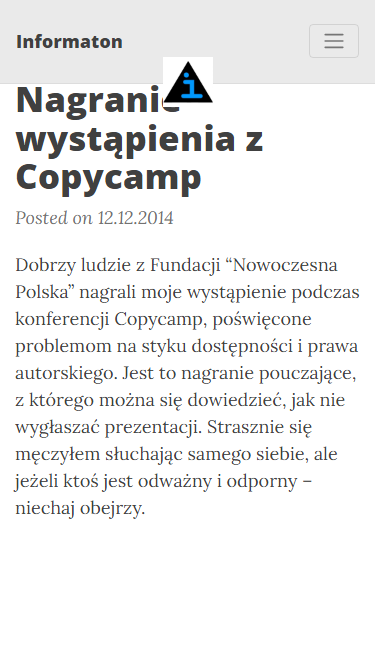 Informaton
i
Nagranie
wystąpienia z
Copycamp
Posted on 12.12.2014
Dobrzy ludzie z Fundacji “Nowoczesna
Polska” nagrali moje wystąpienie podczas
konferencji Copycamp, poświęcone
problemom na styku dostępności i prawa
autorskiego. Jest to nagranie pouczające,
z którego można się dowiedzieć, jak nie
wygłaszać prezentacji. Strasznie się
męczyłem słuchając samego siebie, ale
jeżeli ktoś jest odważny i odporny –
niechaj obejrzy.